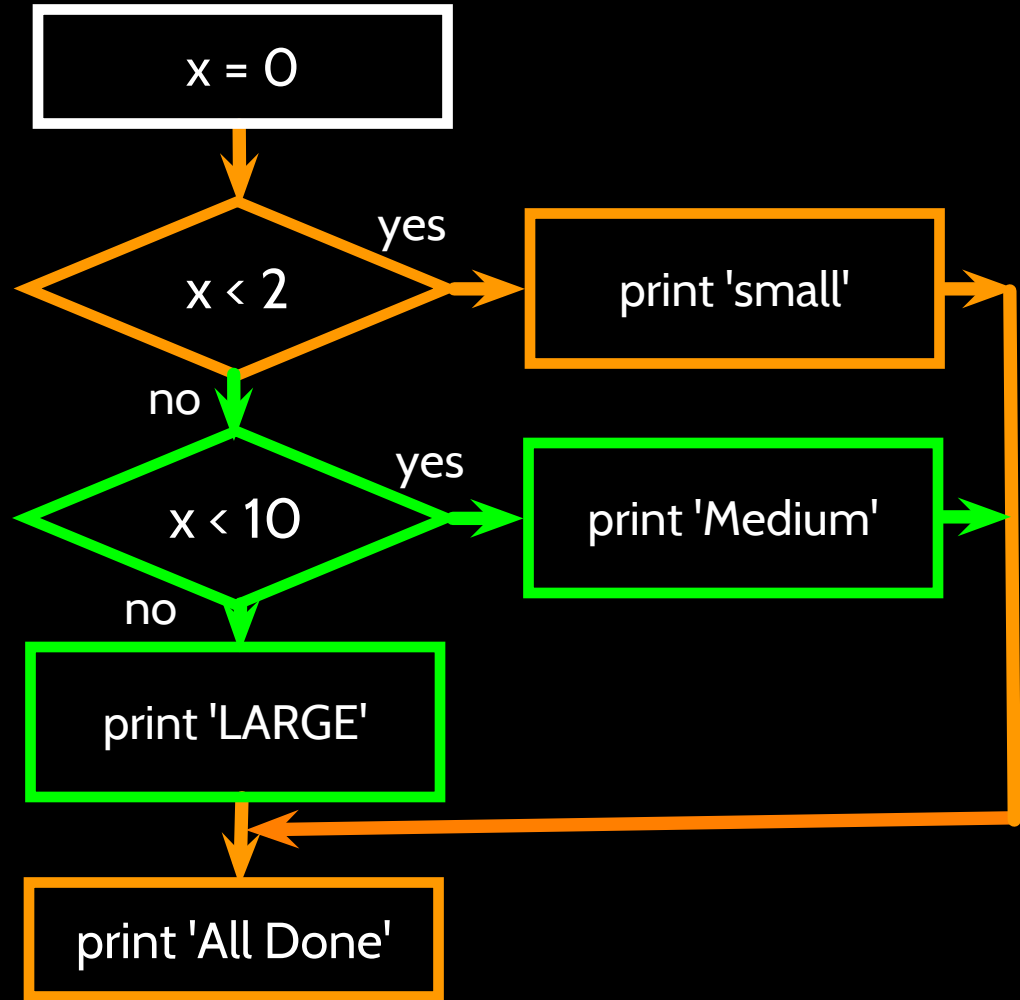 x = 0
yes
x < 2
print 'small'
no
yes
x < 10
print 'Medium'
no
print 'LARGE'
print 'All Done'